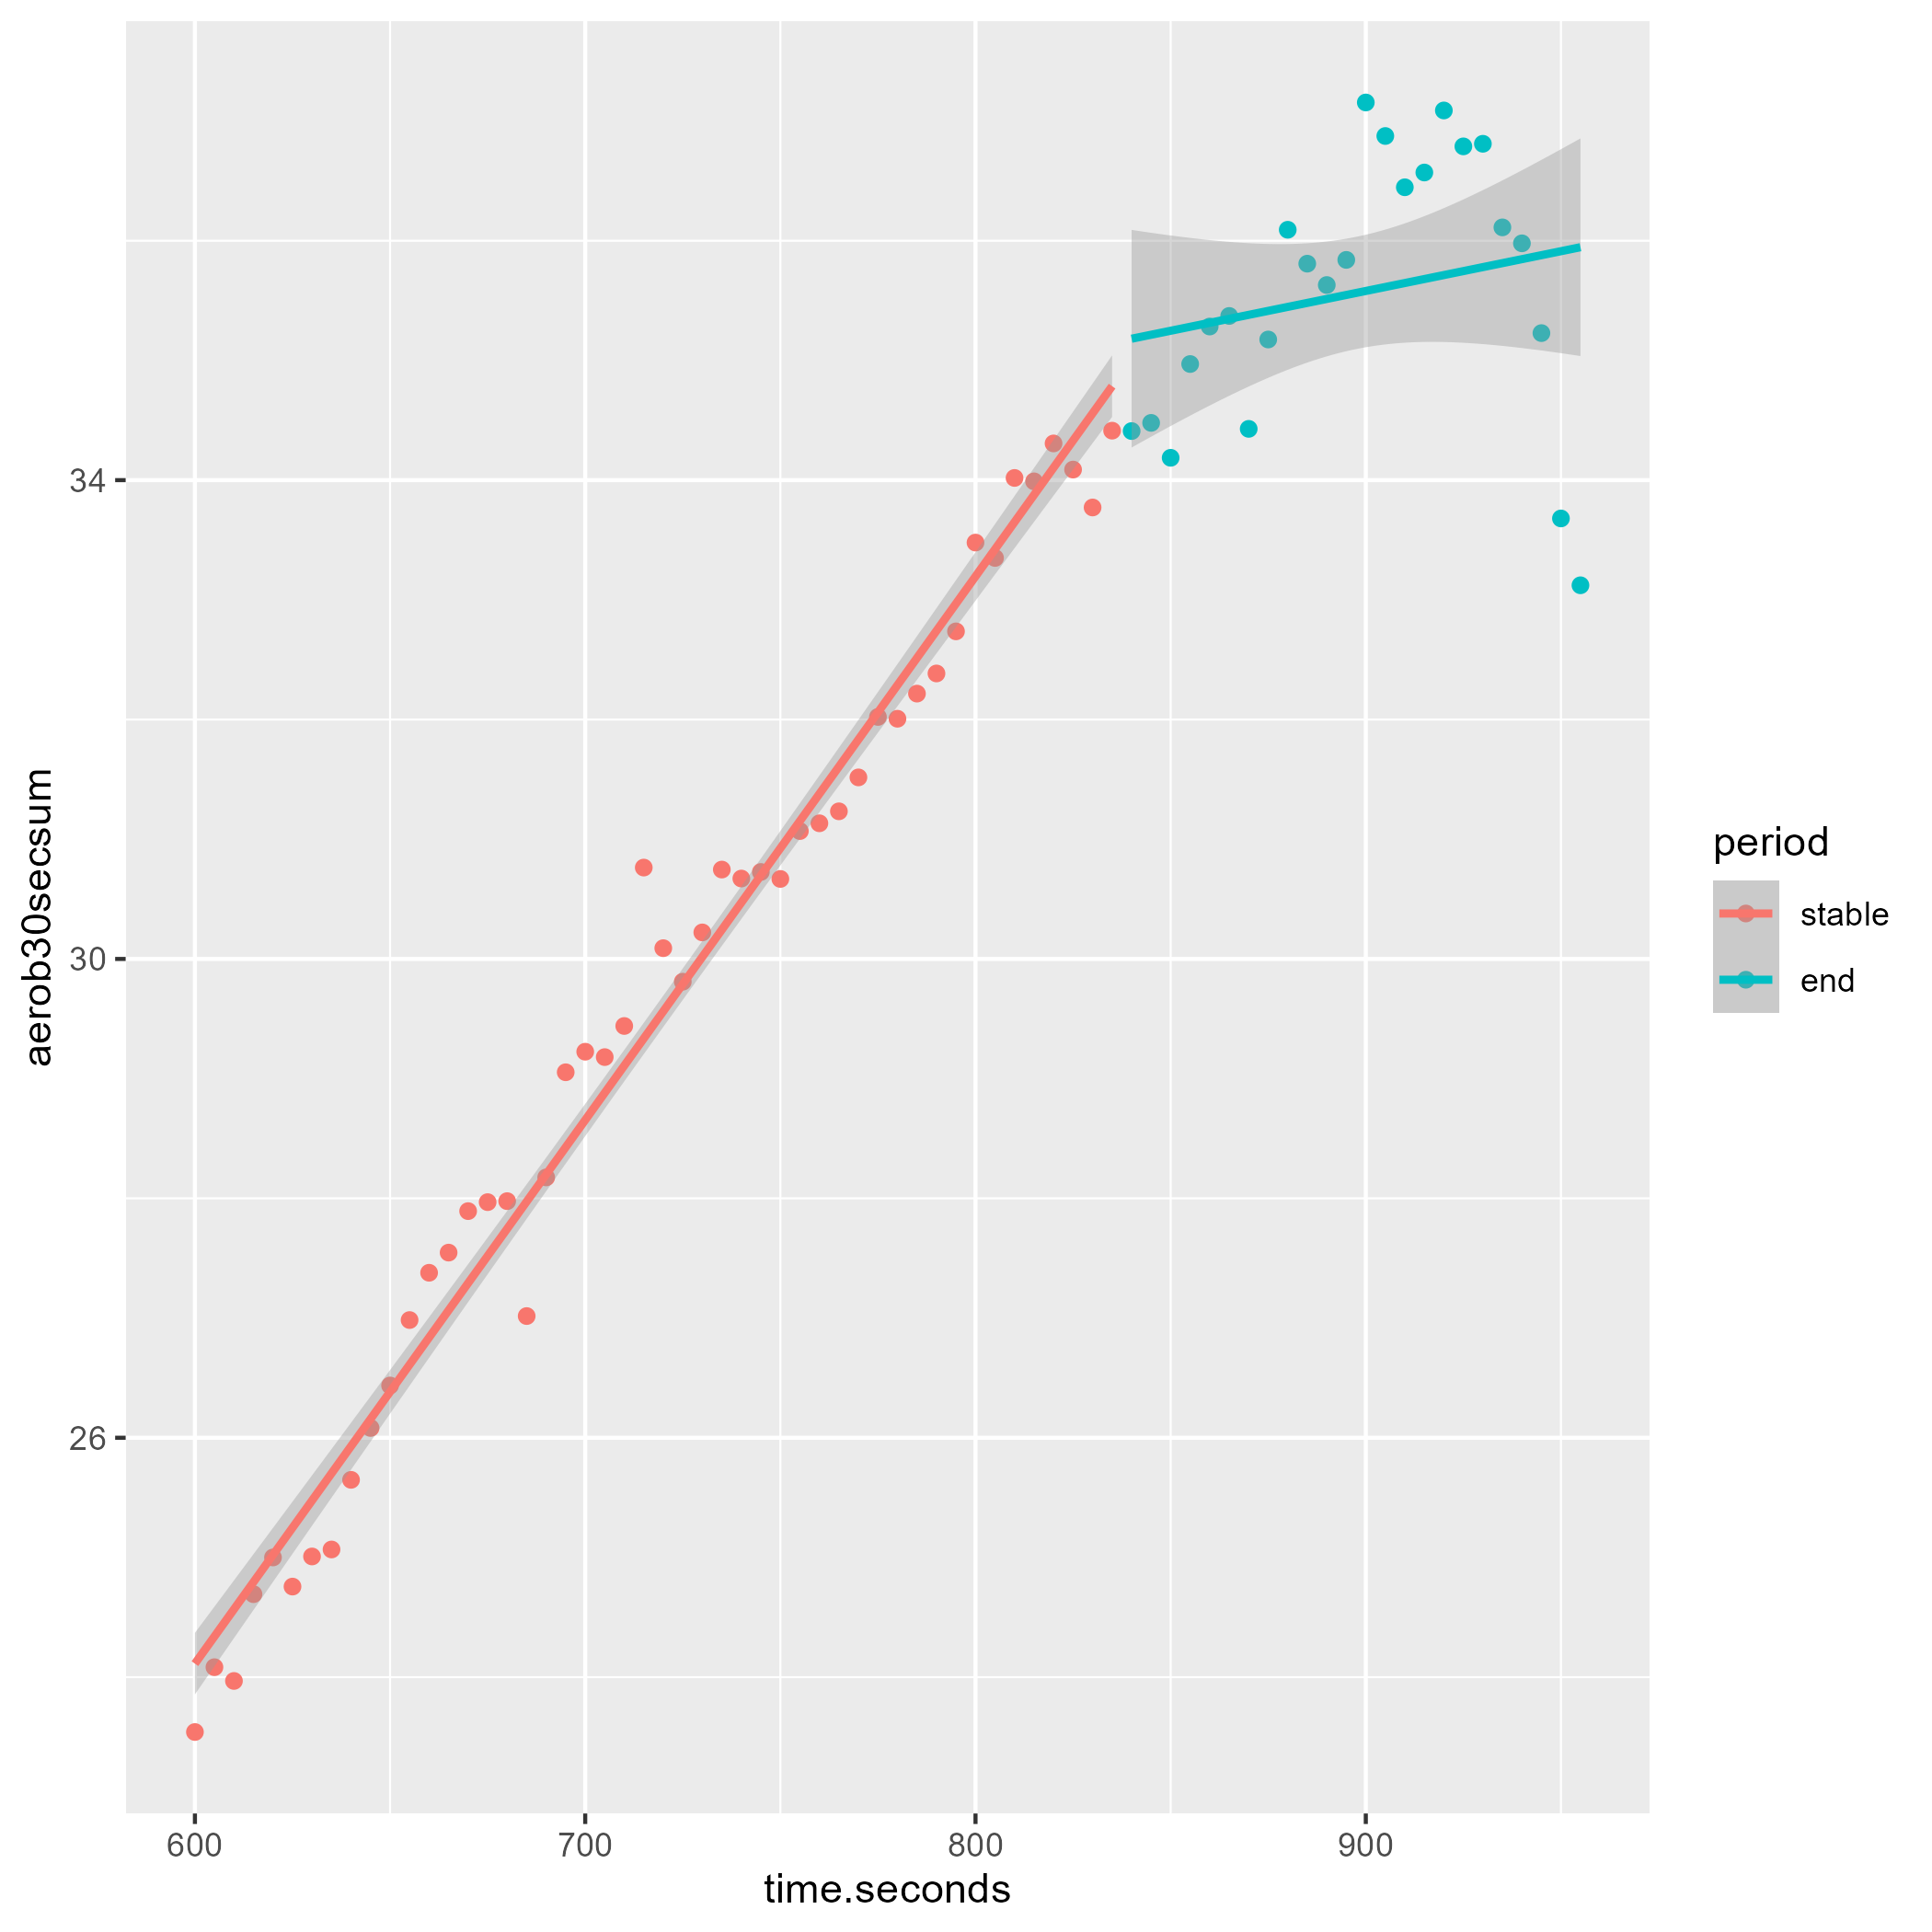 34
30
26
aerob30secsum
600 700 800 900
time.seconds
period
stable
end